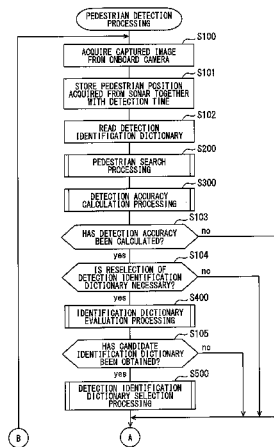 PEDESTRIAN DETECTION
PROCESSING
S100
ACQUIRE CAPTURED IMAGE
FROM ONBOARD CAMERA
S101
STORE PEDESTRIAN POSITION
ACQUIRED FROM SONAR TOGETHER
WITH DETECTION TIME
S102
READ DETECTION
IDENTIFICATION DICTIONARY
S200
PEDESTRIAN SEARCH
PROCESSING
S300
DETECTION ACCURACY
CALCULATION PROCESSING
S103
HAS DETECTION ACCURACY
BEEN CALCULATED?
no
yes
S104
IS RESELECTION OF
DETECTION IDENTIFICATION
DICTIONARY NECESSARY?
no
yes
S400
IDENTIFICATION DICTIONARY
EVALUATION PROCESSING
S105
HAS CANDIDATE
IDENTIFICATION DICTIONARY
BEEN OBTAINED?
no
yes
S500
DETECTION IDENTIFICATION
DICTIONARY SELECTION
PROCESSING
B
A